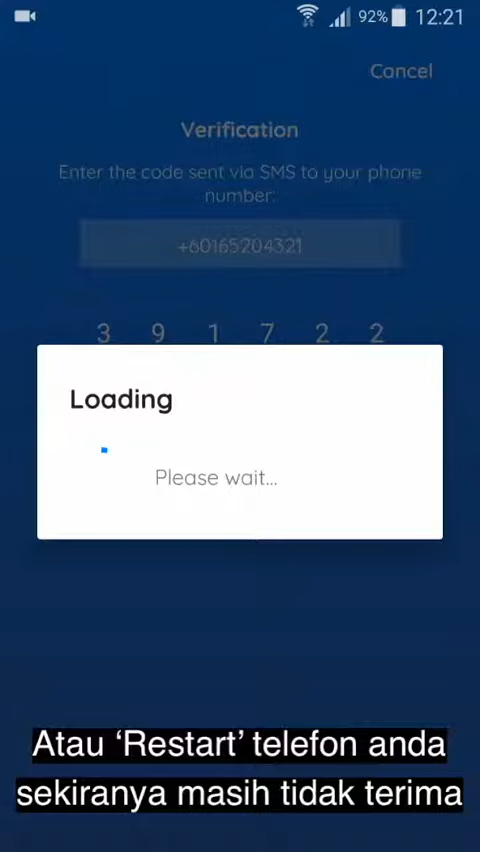 92% 12:21
Cancel
Verification
Enter the code sent via SMS to your phone
number:
+60165204321
3 9 1 7 2 2
Loading
Please wait...
Atau ‘Restart’ telefon anda
sekiranya masih tidak terima